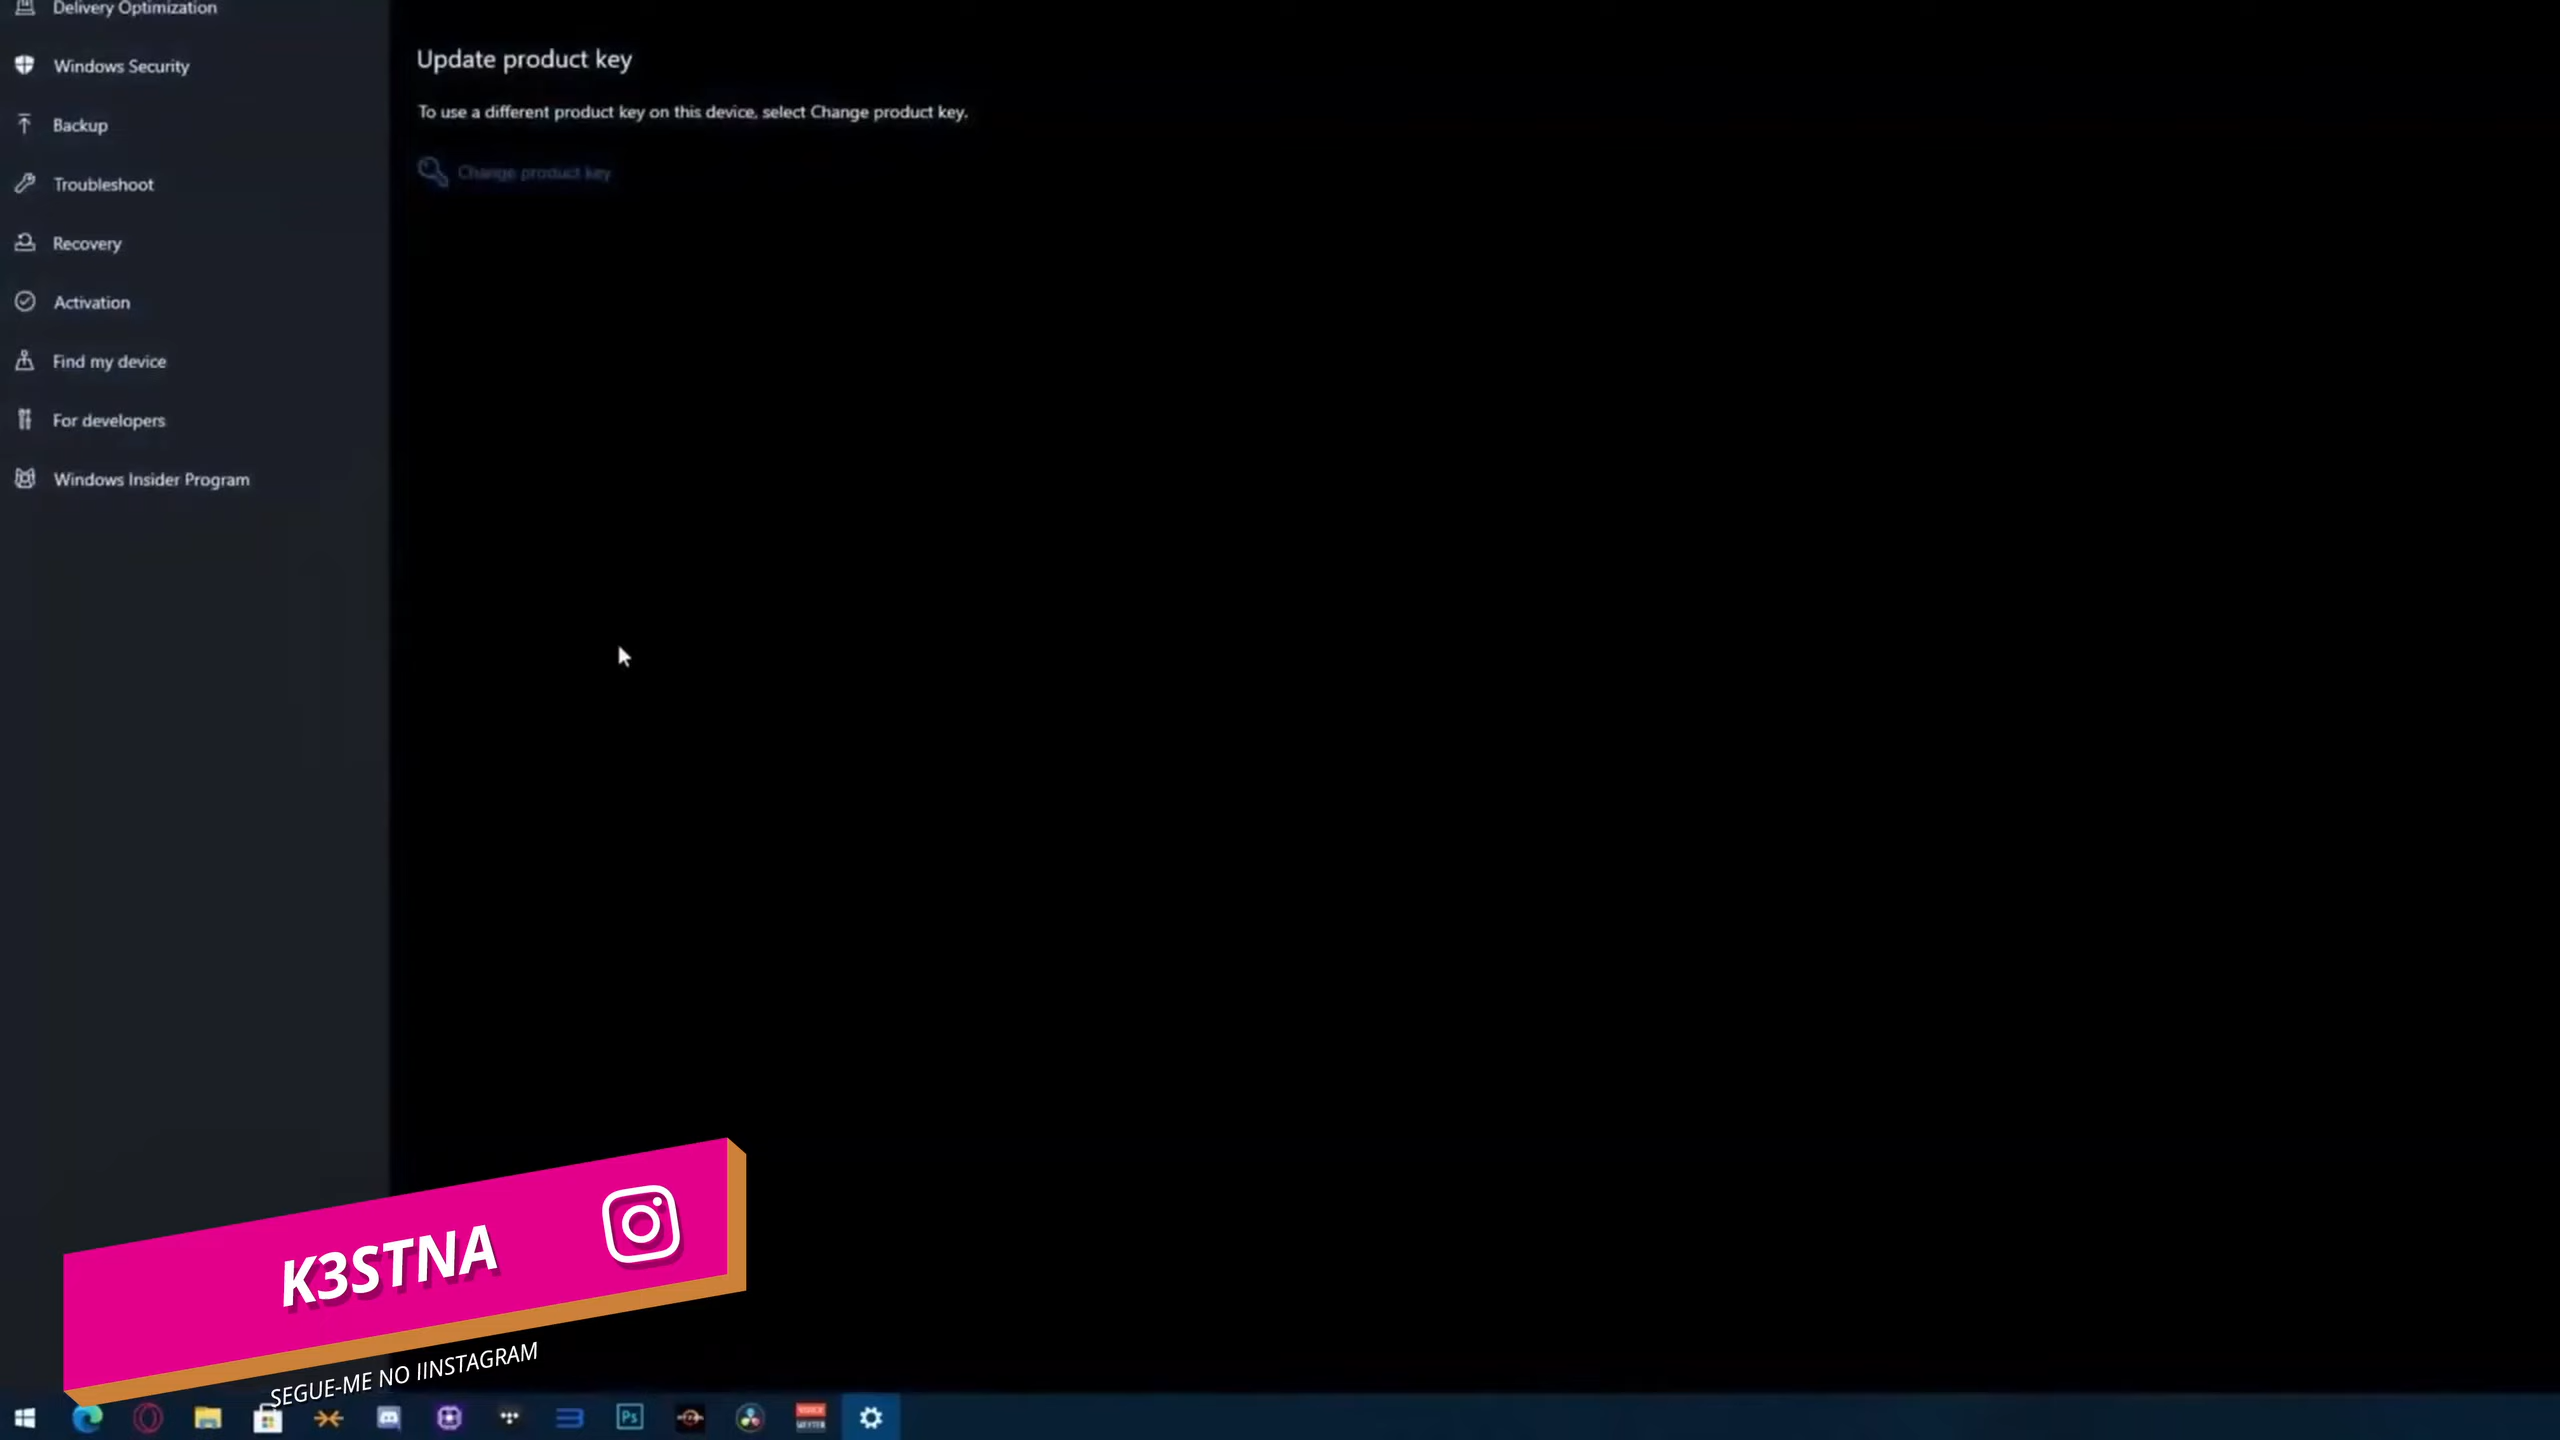 Delivery Optimization
Windows Security
Backup
Troubleshoot
Recovery
Activation
Find my device
For developers
Windows Insider Program
Update product key
To use a different product key on this device, select Change product key.
Change product key
K3STNA
SEGUE-ME NO IINSTAGRAM
Ps